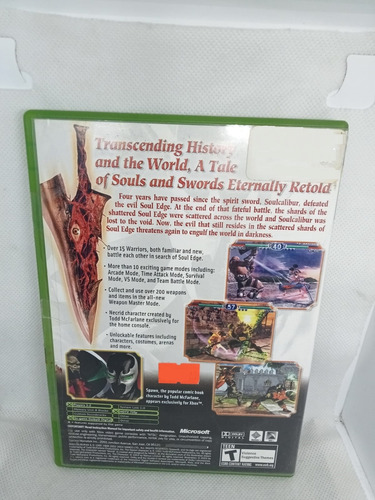 Transcending History
and the World, A Tale
of Souls and Swords Eternally Retold
Four years have passed since the spirit sword, Soulcalibur, defeated
the evil Soul Edge. At the end of that fateful battle, the shards of the
shattered Soul Edge were scattered across the world and Soulcalibur was
lost to the void. Now, the evil that still resides in the scattered shards of
Soul Edge threatens again to engulf the world in darkness.
Over 15 Warriors, both familiar and new,
battle each other in search of Soul Edge.
• More than 10 exciting game modes including:
Arcade Mode, Time Attack Mode, Survival
Mode, VS Mode, and Team Battle Mode.
• Collect and use over 200 weapons
and items in the all-new
Weapon Master Mode.
• Necrid character created by
Todd McFarlane exclusively for
the home console.
• Unlockable features including
characters, costumes, arenas
and more.
40
57
Spawn, the popular comic book
character by Todd McFarlane,
appears exclusively for Xbox™.
Microsoft
DOLBY
DIGITAL
TEEN
T
Suggestive Themes
Violence